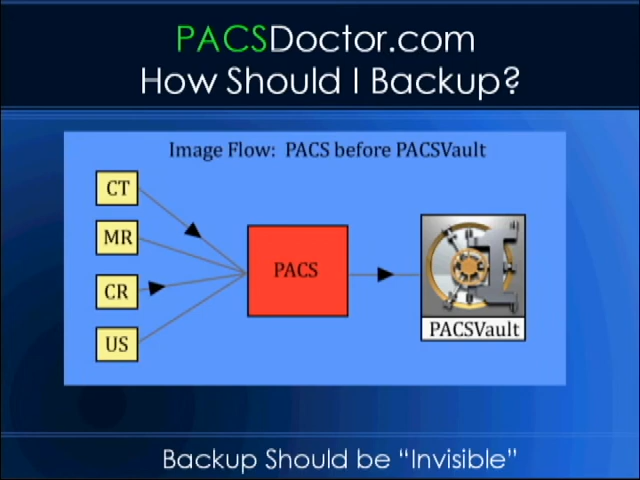 PACSDoctor.com
How Should I Backup?
Image Flow: PACS before PACSVault
CT
MR
CR
US
PACS
PACSVault
Backup Should be “Invisible”